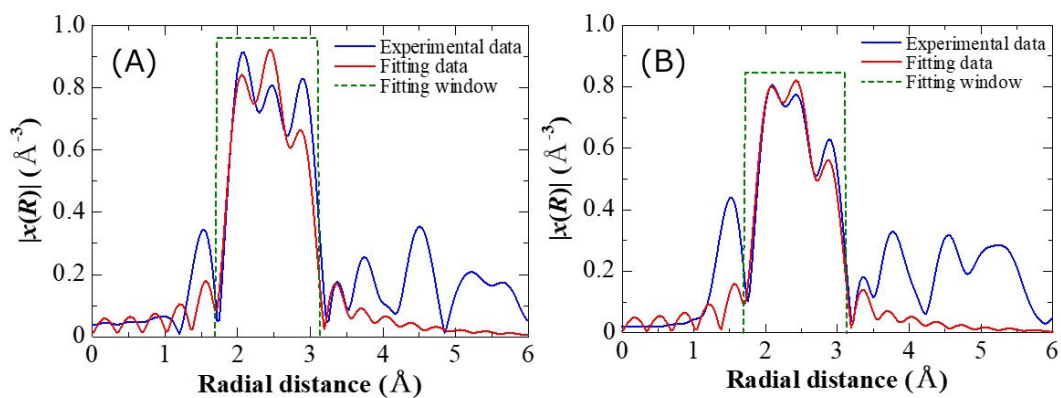 (A)
Experimental data
Fitting data
Fitting window
|x(R)| (Å⁻³)
1.0
0.8
0.6
0.4
0.2
0
0 1 2 3 4 5 6
Radial distance (Å)
(B)
Experimental data
Fitting data
Fitting window
|x(R)| (Å⁻³)
1.0
0.8
0.6
0.4
0.2
0
0 1 2 3 4 5 6
Radial distance (Å)